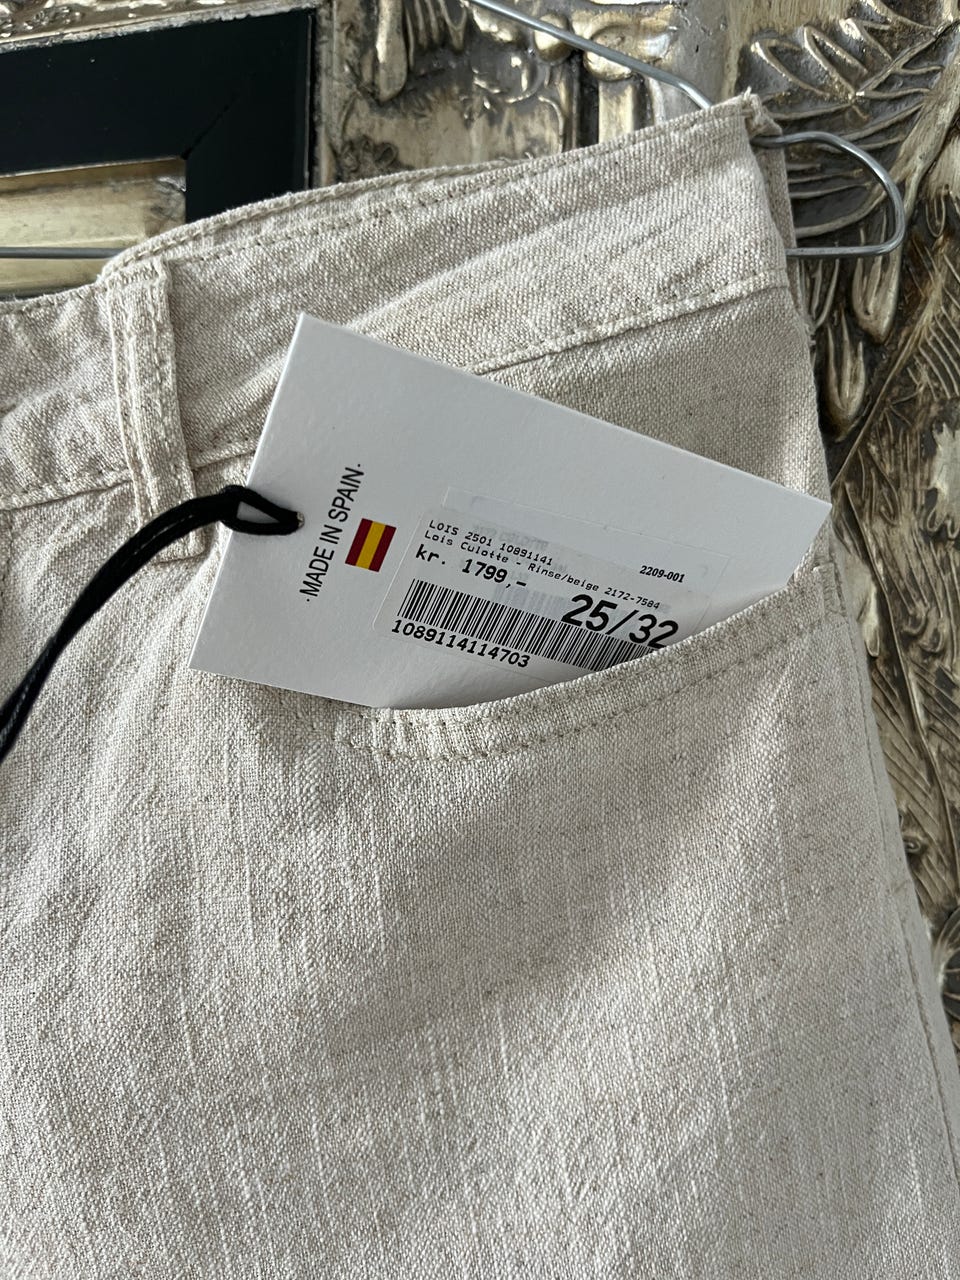 ·MADE IN SPAIN·
LOIS 2501 10891141
2209-001
Lois Culotte - Rinse/beige 2172-7584
kr. 1799,-
25/32
1089114114703